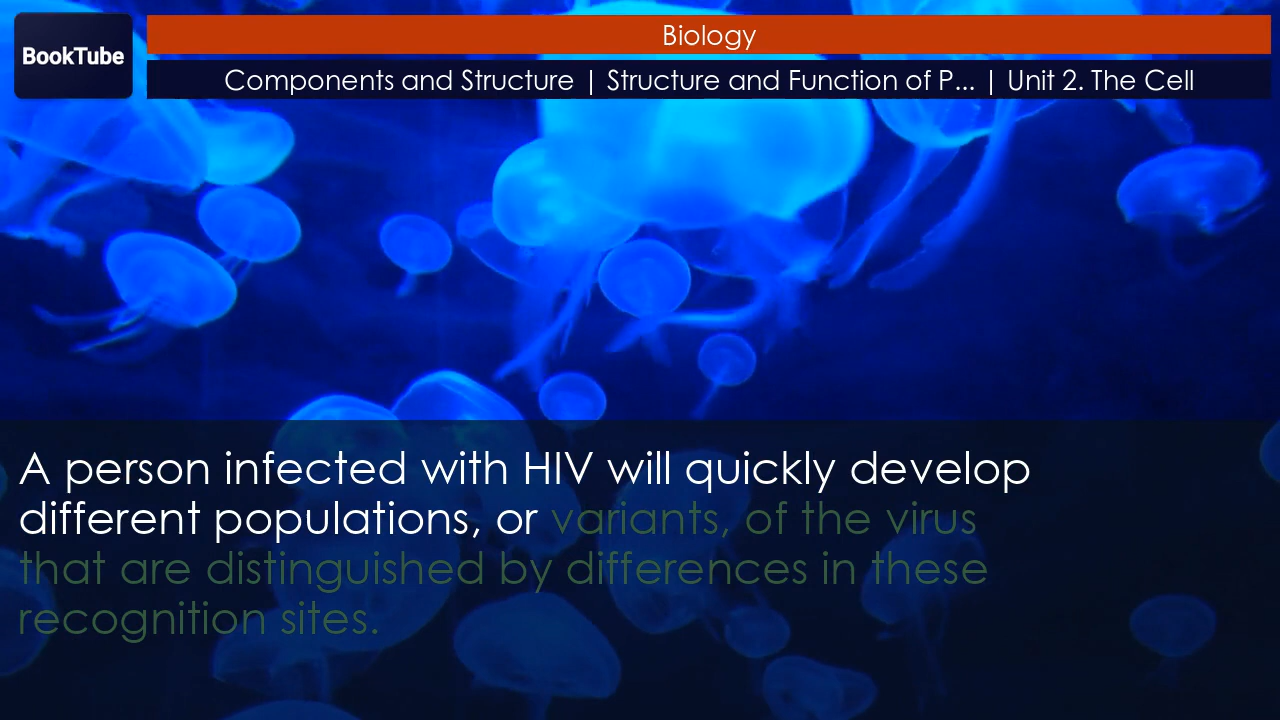 BookTube
Biology
Components and Structure | Structure and Function of P... | Unit 2. The Cell
A person infected with HIV will quickly develop
different populations, or variants, of the virus
that are distinguished by differences in these
recognition sites.